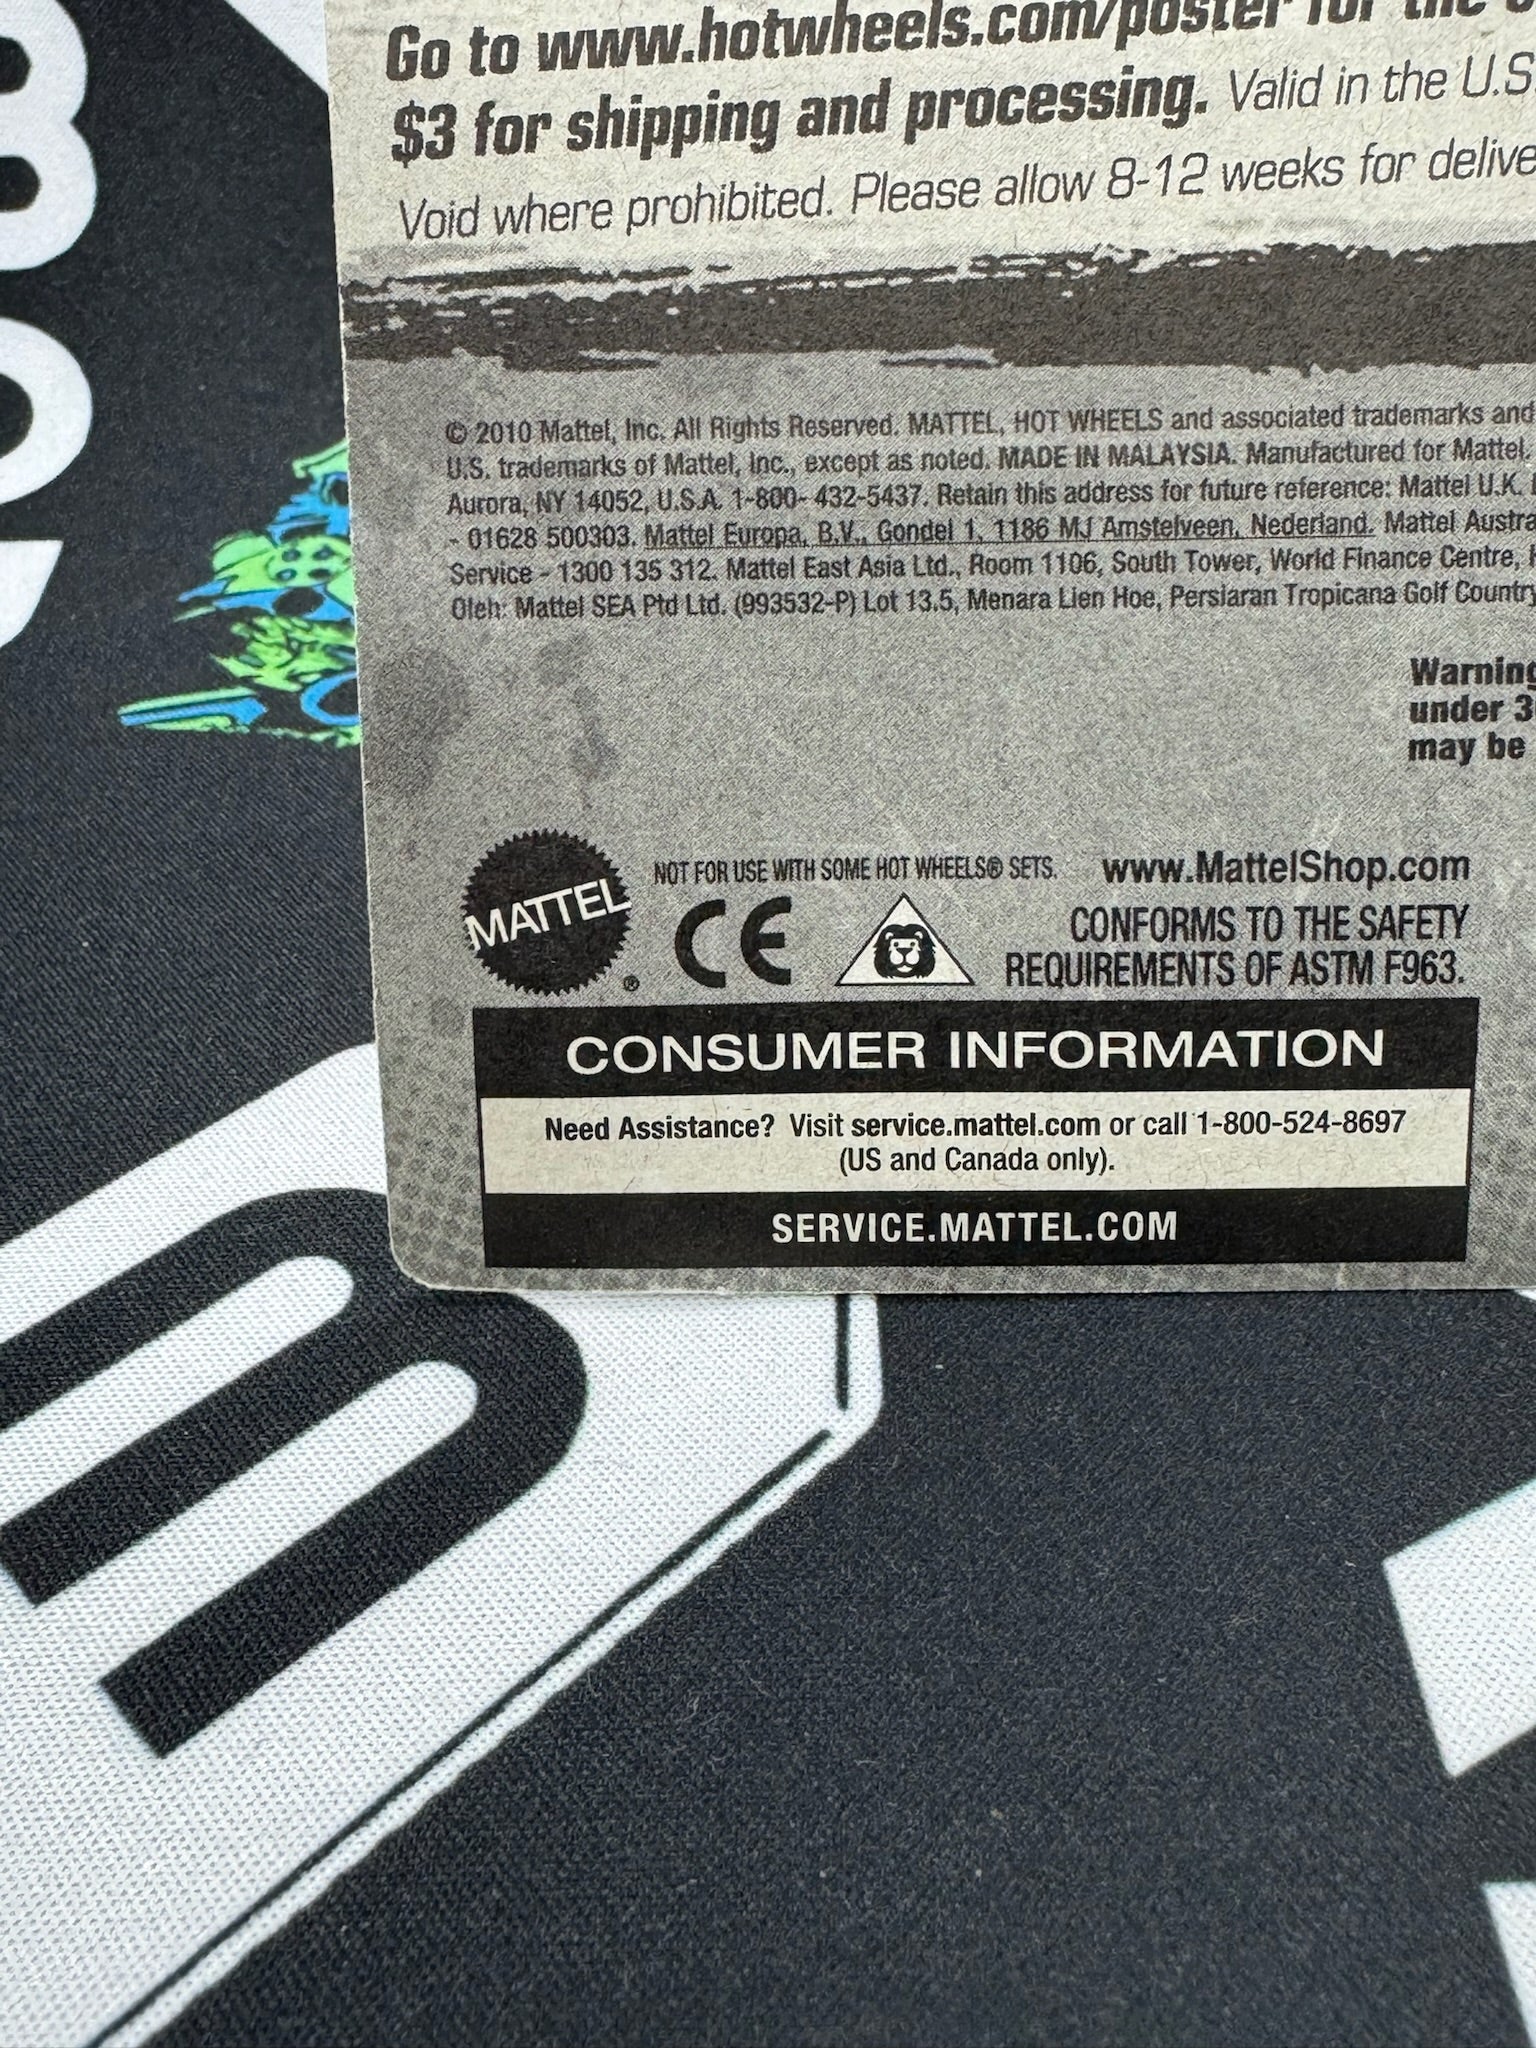 Go to www.hotwheels.com/poster for the
$3 for shipping and processing. Valid in the U.S
Void where prohibited. Please allow 8-12 weeks for delive
© 2010 Mattel, Inc. All Rights Reserved. MATTEL, HOT WHEELS and associated trademarks and
U.S. trademarks of Mattel, Inc., except as noted. MADE IN MALAYSIA. Manufactured for Mattel.
Aurora, NY 14052, U.S.A. 1-800- 432-5437. Retain this address for future reference: Mattel U.K.
- 01628 500303. Mattel Europa, B.V., Gondel 1, 1186 MJ Amstelveen, Nederland. Mattel Austra
Service - 1300 135 312. Mattel East Asia Ltd., Room 1106, South Tower, World Finance Centre,
Oleh: Mattel SEA Ptd Ltd. (993532-P) Lot 13.5, Menara Lien Hoe, Persiaran Tropicana Golf Country
Warning
under 3
may be
NOT FOR USE WITH SOME HOT WHEELS® SETS. www.MattelShop.com
MATTEL ® CE CONFORMS TO THE SAFETY
REQUIREMENTS OF ASTM F963.
CONSUMER INFORMATION
Need Assistance? Visit service.mattel.com or call 1-800-524-8697
(US and Canada only).
SERVICE.MATTEL.COM